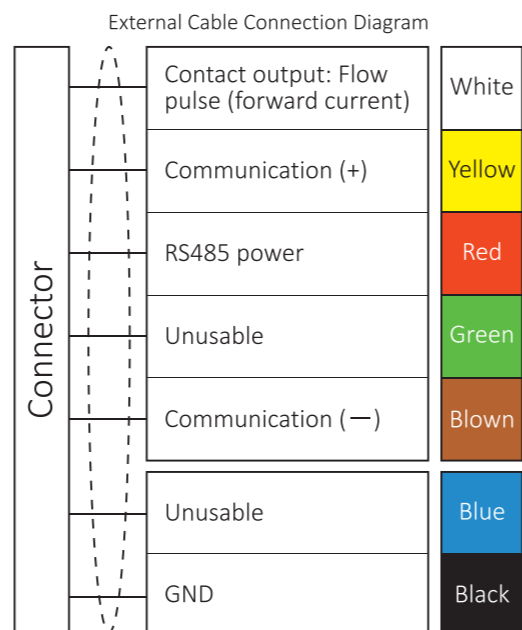 External Cable Connection Diagram
Connector
Contact output: Flow
pulse (forward current)
White
Communication (+)
Yellow
RS485 power
Red
Unusable
Green
Communication (—)
Blown
Unusable
Blue
GND
Black